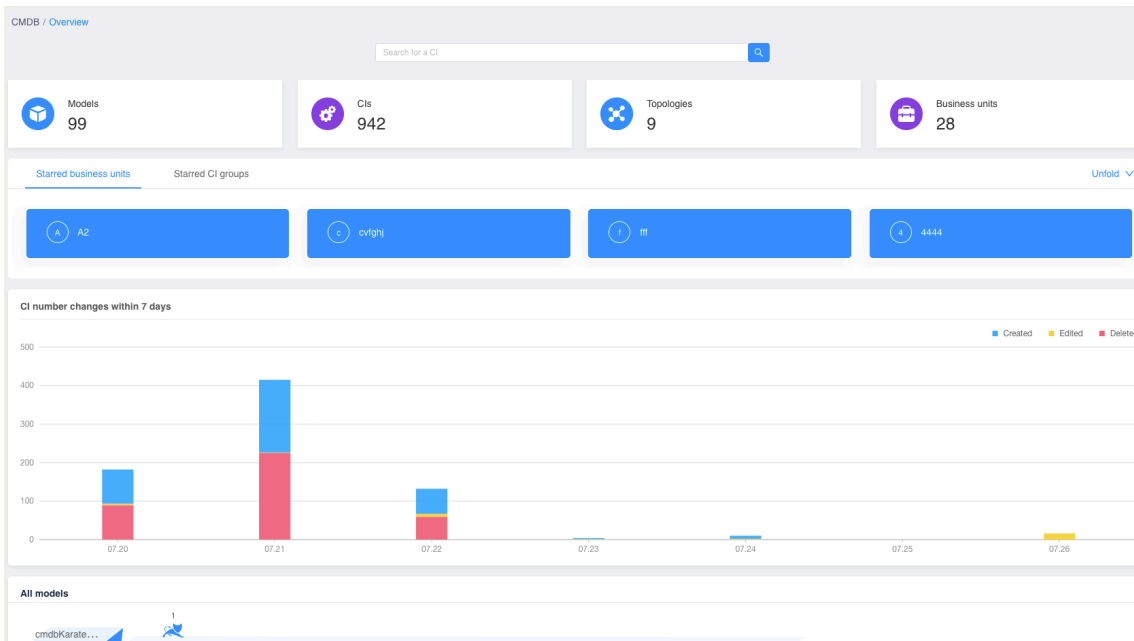 CMDB / Overview
Search for a CI
Models
99
CIs
942
Topologies
9
Business units
28
Starred business units
Starred CI groups
Unfold
A A2
c cvfghj
f fff
4 4444
CI number changes within 7 days
Created
Edited
Delete
500
400
300
200
100
0
07.20
07.21
07.22
07.23
07.24
07.25
07.26
All models
1
cmdbKarate...